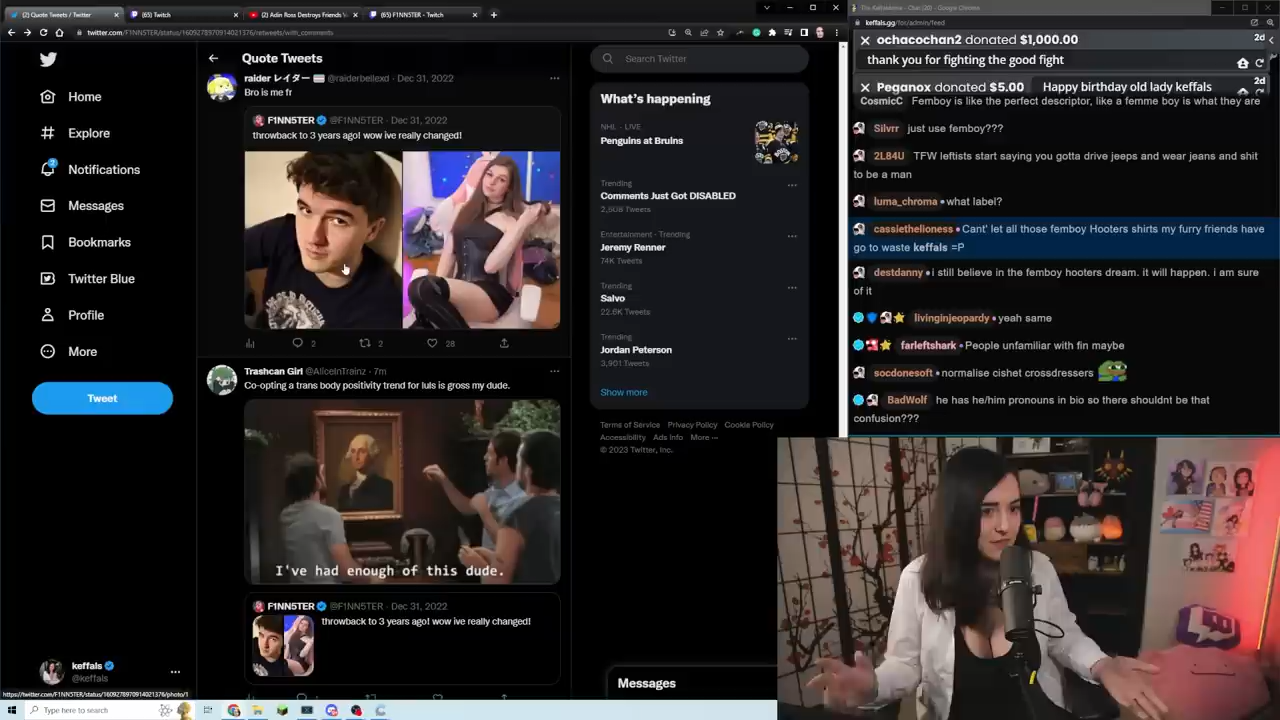 (2) Quote Tweets / Twitter
(65) Twitch
(2) Adin Ross Destroys Friends
(65) F1NN5TER - Twitch
twitter.com/F1NN5TER/status/1609278970914021376/retweets/with_comments
Home
Explore
2
Notifications
Messages
Bookmarks
Twitter Blue
Profile
More
Tweet
keffals
@keffals
https://twitter.com/F1NN5TER/status/1609278970914021376/photo/1
Type here to search
Quote Tweets
raider レイダー @raiderbellexd · Dec 31, 2022
Bro is me fr
F1NN5TER @F1NN5TER · Dec 31, 2022
throwback to 3 years ago! wow ive really changed!
2
2
28
Trashcan Girl @AliceInTrainz · 7m
Co-opting a trans body positivity trend for luls is gross my dude.
I've had enough of this dude.
F1NN5TER @F1NN5TER · Dec 31, 2022
throwback to 3 years ago! wow ive really changed!
Search Twitter
What's happening
NHL · LIVE
Penguins at Bruins
Trending
Comments Just Got DISABLED
2,908 Tweets
Entertainment · Trending
Jeremy Renner
74K Tweets
Trending
Salvo
22.6K Tweets
Trending
Jordan Peterson
3,901 Tweets
Show more
Terms of Service Privacy Policy Cookie Policy
Accessibility Ads Info More
© 2023 Twitter, Inc.
Messages
keffals.gg/for/admin/feed
ochacochan2 donated $1,000.00
2d
thank you for fighting the good fight
Peganox donated $5.00
Happy birthday old lady keffals
2d
CosmicC Femboy is like the perfect descriptor, like a femme boy is what they are
Silvrr just use femboy???
2L84U TFW leftists start saying you gotta drive jeeps and wear jeans and shit
to be a man
luma_chroma • what label?
cassiethelioness • Cant' let all those femboy Hooters shirts my furry friends have
go to waste keffals =P
destdanny • i still believe in the femboy hooters dream. it will happen. i am sure
of it
livinginjeopardy • yeah same
farleftshark • People unfamiliar with fin maybe
socdonesoft • normalise cishet crossdressers
BadWolf he has he/him pronouns in bio so there shouldnt be that
confusion???